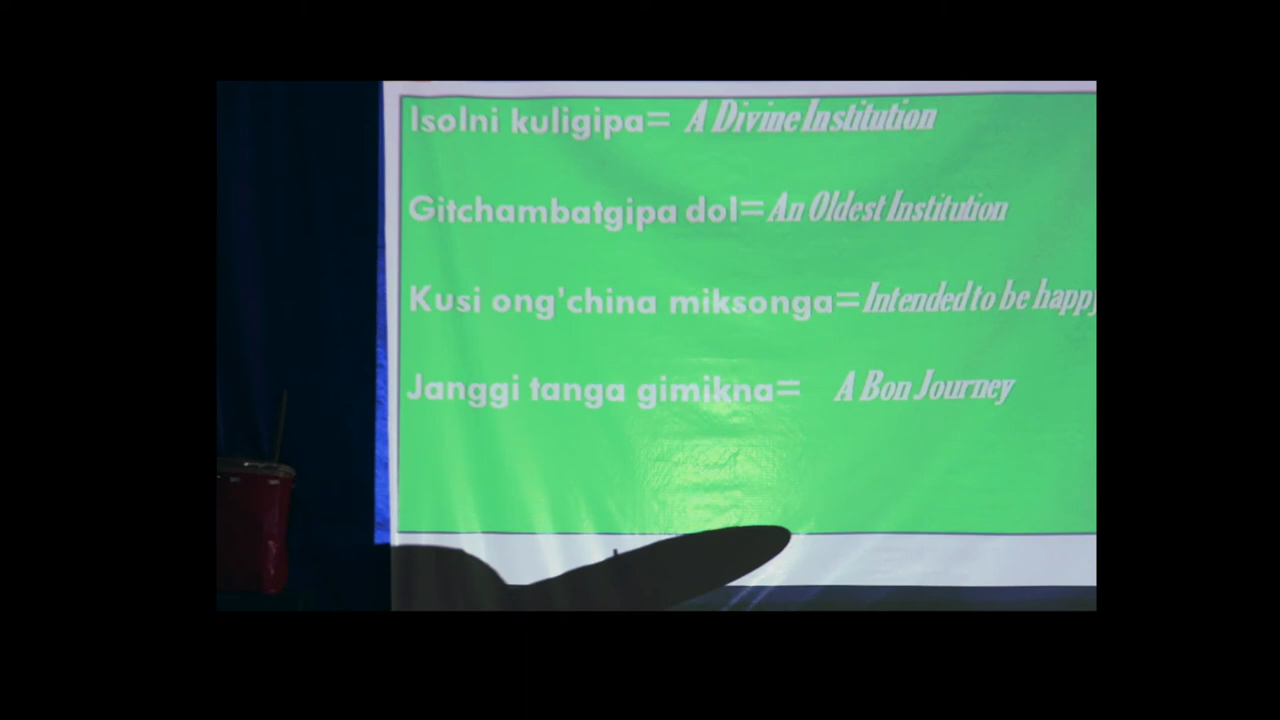 Isolni kuligipa= A Divine Institution
Gitchambatgipa dol= An Oldest Institution
Kusi ong'china miksonga= Intended to be happy
Janggi tanga gimikna= A Bon Journey